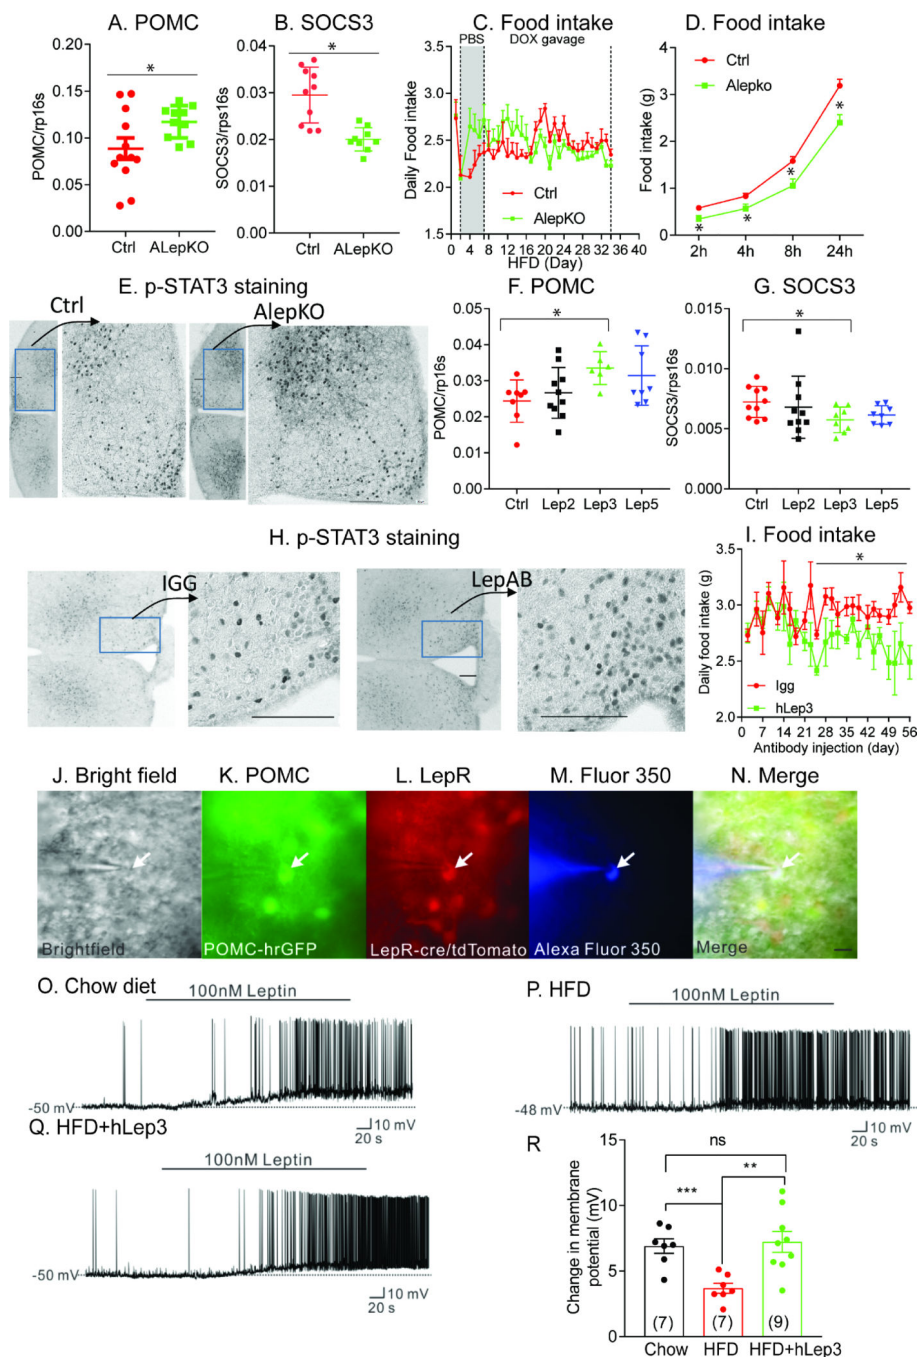 A. POMC
POMC/rp16s
0.20
0.15
0.10
0.05
0.00
*
Ctrl ALepKO
B. SOCS3
SOCS3/rp16s
0.04
0.03
0.02
0.01
0.00
*
Ctrl ALepKO
C. Food intake
PBS DOX gavage
Daily Food intake
3.5
3.0
2.5
2.0
1.5
Ctrl
AlepKO
0 4 8 12 16 20 24 28 32 36 40
HFD (Day)
D. Food intake
Food intake (g)
4
3
2
1
0
Ctrl
Alepko
* * * *
2h 4h 8h 24h
E. p-STAT3 staining
Ctrl AlepKO
F. POMC
POMC/rp16s
0.05
0.04
0.03
0.02
0.01
0.00
*
Ctrl Lep2 Lep3 Lep5
G. SOCS3
SOCS3/rps16s
0.015
0.010
0.005
0.000
*
Ctrl Lep2 Lep3 Lep5
H. p-STAT3 staining
IGG LepAB
I. Food intake
Daily food intake (g)
3.5
3.0
2.5
2.0
*
Igg
hLep3
0 7 14 21 28 35 42 49 56
Antibody injection (day)
J. Bright field K. POMC L. LepR M. Fluor 350 N. Merge
Brightfield POMC-hrGFP LepR-cre/tdTomato Alexa Fluor 350 Merge
O. Chow diet
100nM Leptin
-50 mV
10 mV
20 s
P. HFD
100nM Leptin
-48 mV
10 mV
20 s
Q. HFD+hLep3
100nM Leptin
-50 mV
10 mV
20 s
R
Change in membrane
potential (mV)
15
10
5
0
ns
*** **
(7) (7) (9)
Chow HFD HFD+hLep3